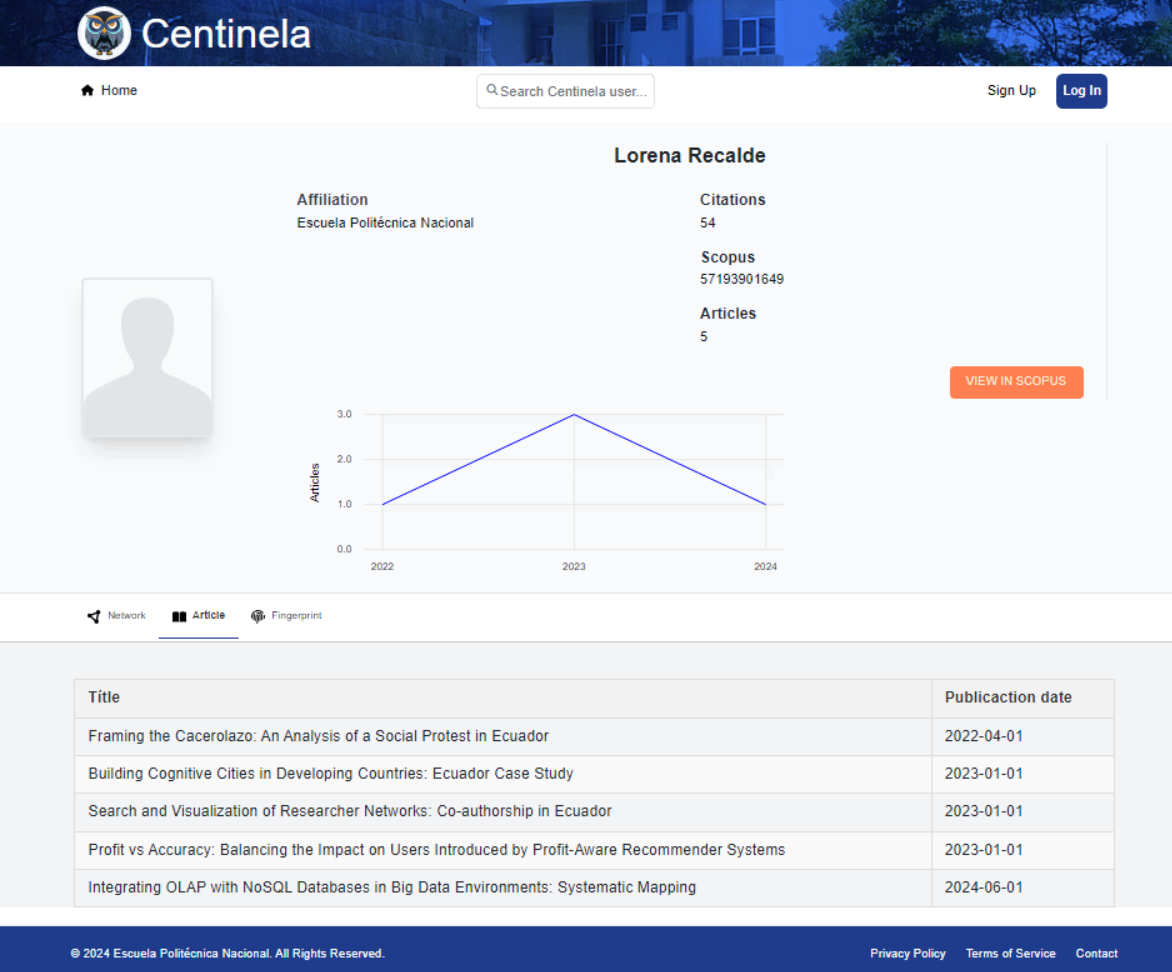 Centinela
Home
Search Centinela user...
Sign Up
Log In
Lorena Recalde
Affiliation
Escuela Politécnica Nacional
Citations
54
Scopus
57193901649
Articles
5
VIEW IN SCOPUS
3.0
2.0
1.0
0.0
Articles
2022 2023 2024
Network Article Fingerprint
Títle Publicaction date
Framing the Cacerolazo: An Analysis of a Social Protest in Ecuador 2022-04-01
Building Cognitive Cities in Developing Countries: Ecuador Case Study 2023-01-01
Search and Visualization of Researcher Networks: Co-authorship in Ecuador 2023-01-01
Profit vs Accuracy: Balancing the Impact on Users Introduced by Profit-Aware Recommender Systems 2023-01-01
Integrating OLAP with NoSQL Databases in Big Data Environments: Systematic Mapping 2024-06-01
© 2024 Escuela Politécnica Nacional. All Rights Reserved.
Privacy Policy Terms of Service Contact